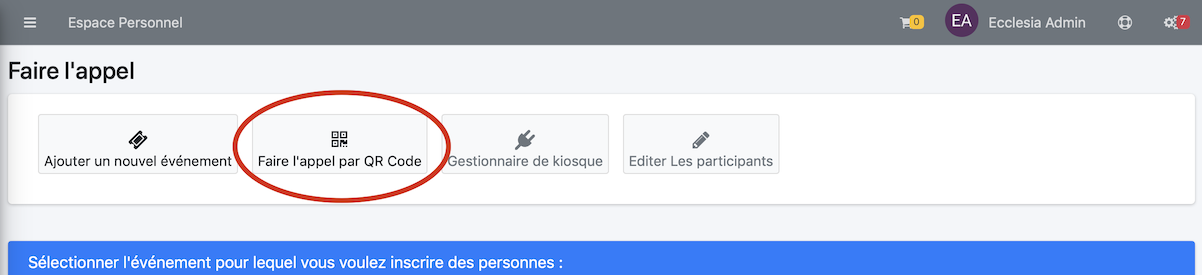 Espace Personnel
0
EA
Ecclesia Admin
7
Faire l'appel
Ajouter un nouvel événement
Faire l'appel par QR Code
Gestionnaire de kiosque
Editer Les participants
Sélectionner l'événement pour lequel vous voulez inscrire des personnes :